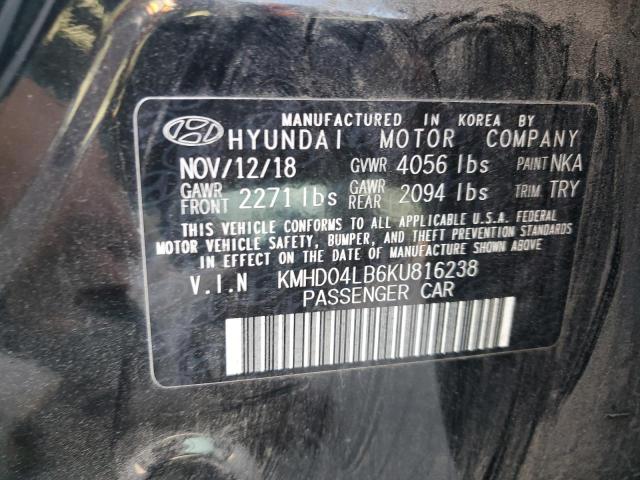 MANUFACTURED IN KOREA BY
HYUNDAI MOTOR COMPANY
NOV/12/18 GVWR 4056 lbs PAINT NKA
GAWR FRONT 2271 lbs GAWR REAR 2094 lbs TRIM TRY
THIS VEHICLE CONFORMS TO ALL APPLICABLE U.S.A. FEDERAL
MOTOR VEHICLE SAFETY, BUMPER, AND THEFT PREVENTION STANDARDS
IN EFFECT ON THE DATE OF MANUFACTURE SHOWN ABOVE.
V.I.N KMHD04LB6KU816238
PASSENGER CAR